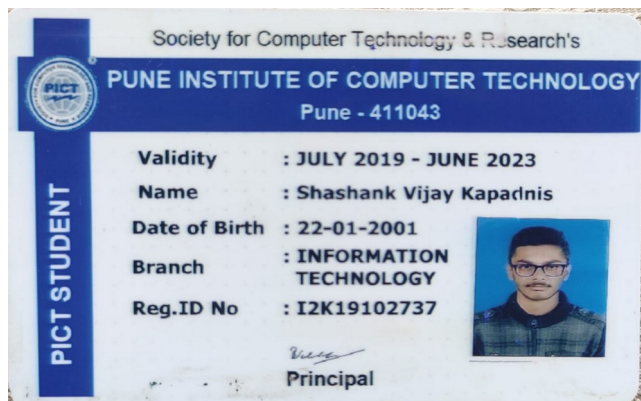 Society for Computer Technology & Research's
PICT
PUNE INSTITUTE OF COMPUTER TECHNOLOGY
Pune - 411043
PICT STUDENT
Validity : JULY 2019 - JUNE 2023
Name : Shashank Vijay Kapadnis
Date of Birth : 22-01-2001
Branch : INFORMATION
TECHNOLOGY
Reg.ID No : I2K19102737
Principal